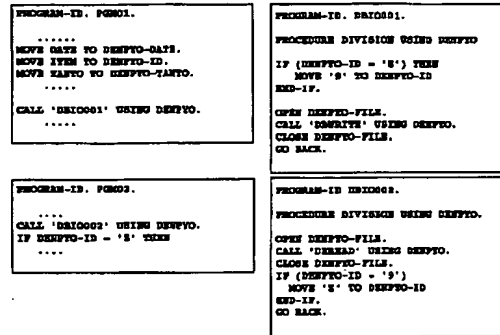 PROGRAM-ID. PGM01.
......
MOVE DATE TO DENPYO-DATE.
MOVE ITEM TO DENPYO-ID.
MOVE TANTO TO DENPYO-TANTO.
.....
CALL 'DBIO001' USING DENPYO.
.....
PROGRAM-ID. DBIO001.
PROCEDURE DIVISION USING DENPYO
IF (DENPYO-ID = 'E') THEN
MOVE '9' TO DENPYO-ID
END-IF.
OPEN DENPYO-FILE.
CALL 'DBWRITE' USING DENPYO.
CLOSE DENPYO-FILE.
GO BACK.
PROGRAM-ID. PGM02.
....
CALL 'DBIO002' USING DENPYO.
IF DENPYO-ID = 'E' THEN
....
PROGRAM-ID DBIO002.
PROCEDURE DIVISION USING DENPYO.
OPEN DENPYO-FILE.
CALL 'DBREAD' USING DENPYO.
CLOSE DENPYO-FILE.
IF (DENPYO-ID = '9')
MOVE 'E' TO DENPYO-ID
END-IF.
GO BACK.